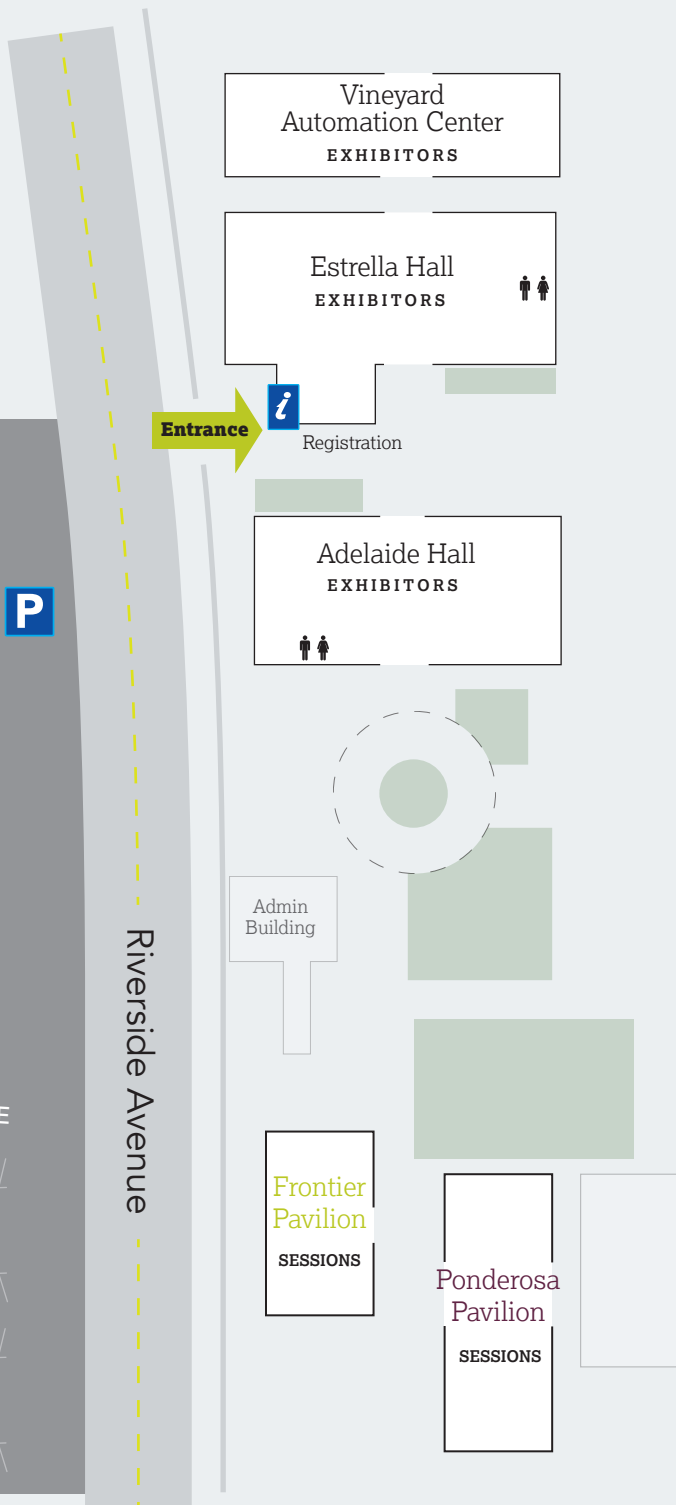 Vineyard
Automation Center
EXHIBITORS
Estrella Hall
EXHIBITORS
i
Entrance
Registration
Adelaide Hall
EXHIBITORS
P
Admin
Building
Riverside Avenue
E
Frontier
Pavilion
SESSIONS
Ponderosa
Pavilion
SESSIONS